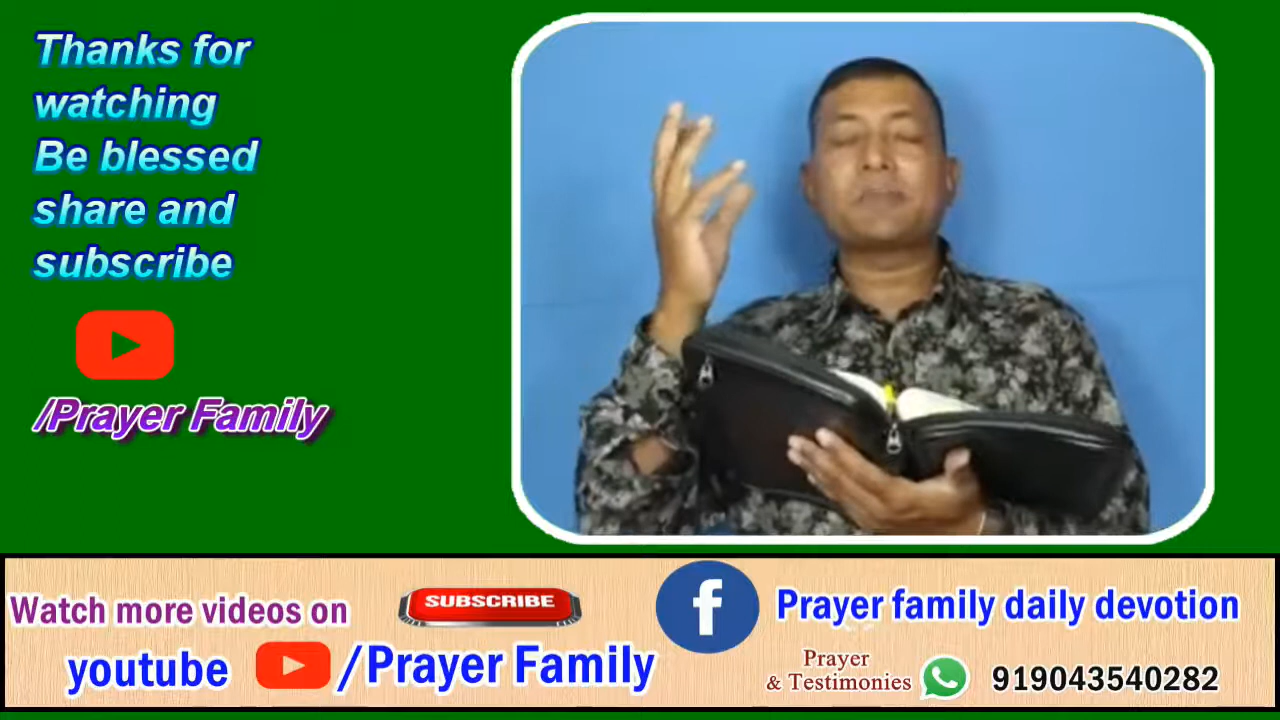 Thanks for
watching
Be blessed
share and
subscribe
/Prayer Family
Watch more videos on
youtube
/Prayer Family
SUBSCRIBE
f
Prayer family daily devotion
Prayer
& Testimonies
919043540282